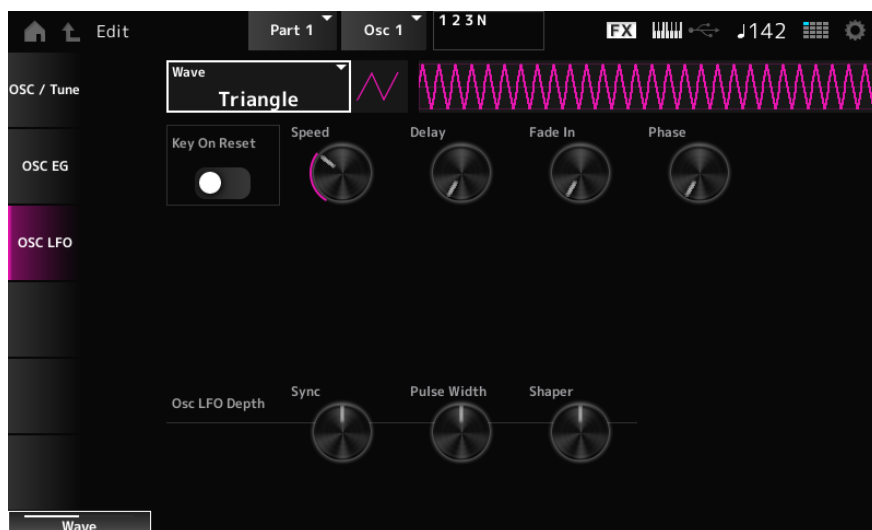 Edit
Part 1
Osc 1
1 2 3 N
FX
♩142
OSC / Tune
OSC EG
OSC LFO
Wave
Triangle
Key On Reset
Speed
Delay
Fade In
Phase
Osc LFO Depth
Sync
Pulse Width
Shaper
Wave